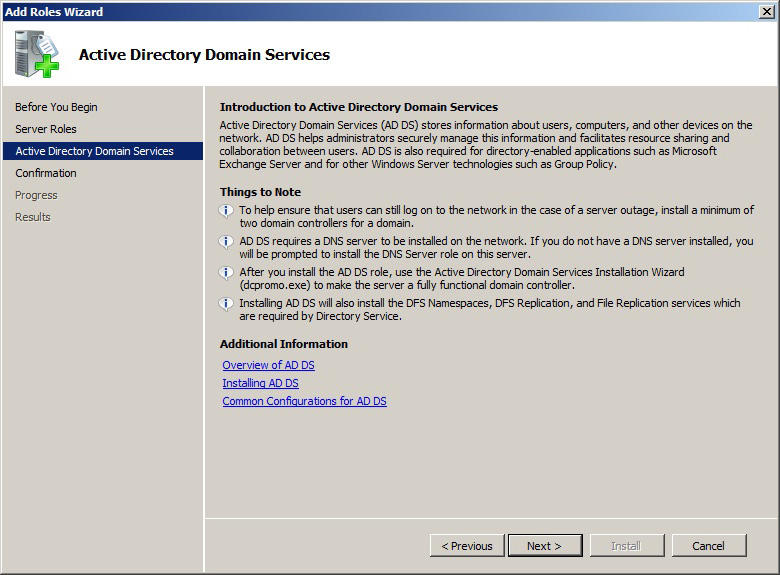 Add Roles Wizard
Active Directory Domain Services
Before You Begin
Server Roles
Active Directory Domain Services
Confirmation
Progress
Results
Introduction to Active Directory Domain Services
Active Directory Domain Services (AD DS) stores information about users, computers, and other devices on the
network. AD DS helps administrators securely manage this information and facilitates resource sharing and
collaboration between users. AD DS is also required for directory-enabled applications such as Microsoft
Exchange Server and for other Windows Server technologies such as Group Policy.
Things to Note
To help ensure that users can still log on to the network in the case of a server outage, install a minimum of
two domain controllers for a domain.
AD DS requires a DNS server to be installed on the network. If you do not have a DNS server installed, you
will be prompted to install the DNS Server role on this server.
After you install the AD DS role, use the Active Directory Domain Services Installation Wizard
(dcpromo.exe) to make the server a fully functional domain controller.
Installing AD DS will also install the DFS Namespaces, DFS Replication, and File Replication services which
are required by Directory Service.
Additional Information
Overview of AD DS
Installing AD DS
Common Configurations for AD DS
< Previous
Next >
Install
Cancel